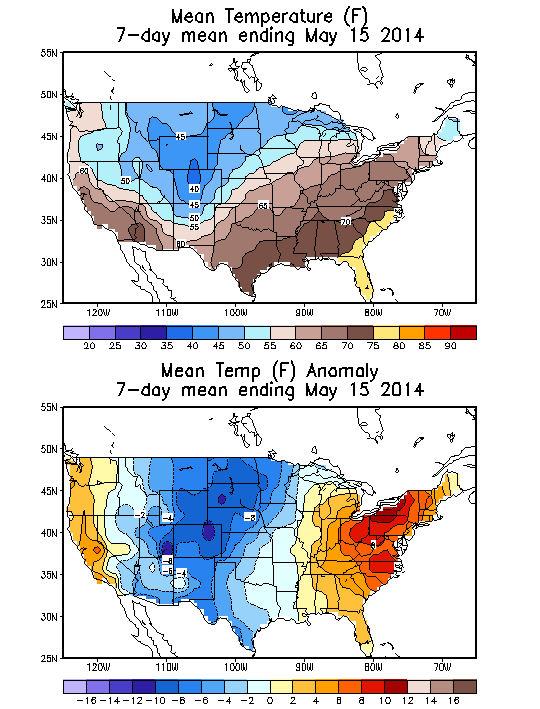 Mean Temperature (F)
7-day mean ending May 15 2014
55N
50N
45N
40N
35N
30N
25N
45
60
50
40
45
65
50
70
55
60
120W 110W 100W 90W 80W 70W
20 25 30 35 40 45 50 55 60 65 70 75 80 85 90
Mean Temp (F) Anomaly
7-day mean ending May 15 2014
55N
50N
45N
40N
35N
30N
25N
-2
-4
-8
8
-8
-6
-4
120W 110W 100W 90W 80W 70W
-16 -14 -12 -10 -8 -6 -4 -2 0 2 4 6 8 10 12 14 16